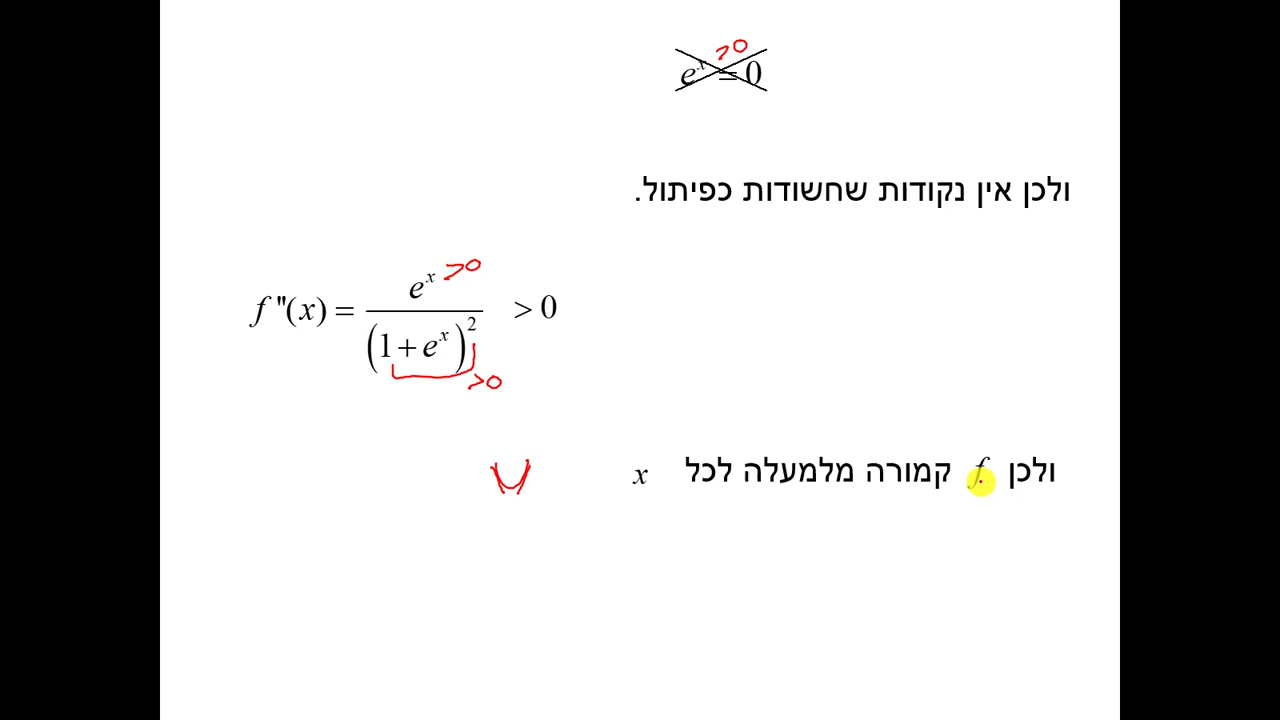 e^x = 0 >0
ולכן אין נקודות שחשודות כפיתול.
f "(x) = e^x / (1 + e^x)^2 > 0 >0 >0
ולכן f קמורה מלמעלה לכל x